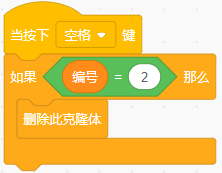 当按下 空格 键
如果 编号 = 2 那么
删除此克隆体